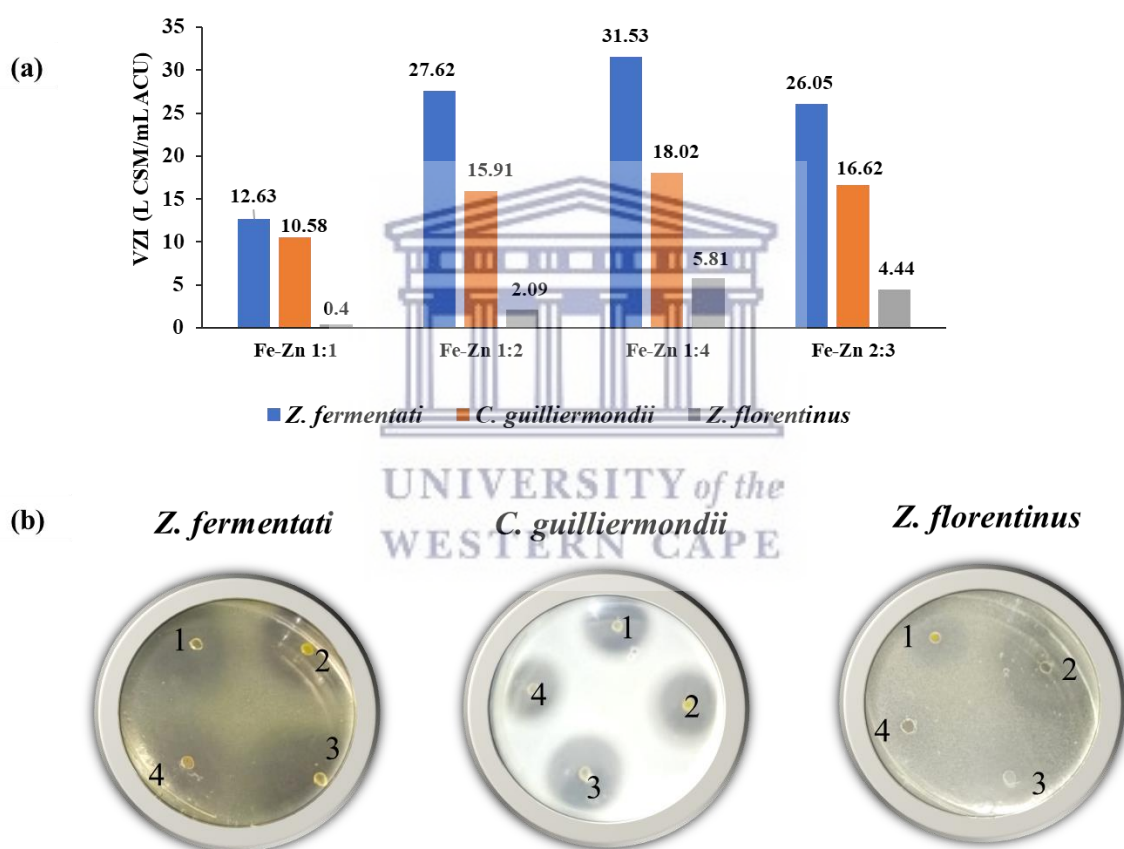 (a)
VZI (L CSM/mL ACU)
35
30
25
20
15
10
5
0
12.63
10.58
0.4
27.62
15.91
2.09
31.53
18.02
5.81
26.05
16.62
4.44
Fe-Zn 1:1 Fe-Zn 1:2 Fe-Zn 1:4 Fe-Zn 2:3
Z. fermentati C. guilliermondii Z. florentinus
UNIVERSITY of the
WESTERN CAPE
(b)
Z. fermentati C. guilliermondii Z. florentinus
1 2 3 4
1 2 3 4
1 2 3 4